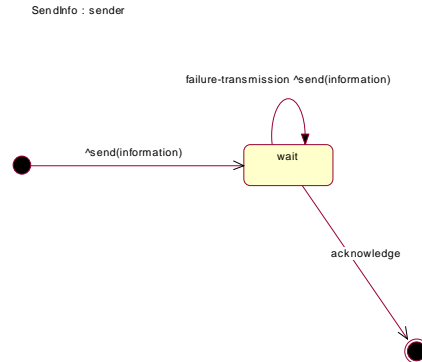 SendInfo : sender
failure-transmission ^send(information)
^send(information)
wait
acknowledge